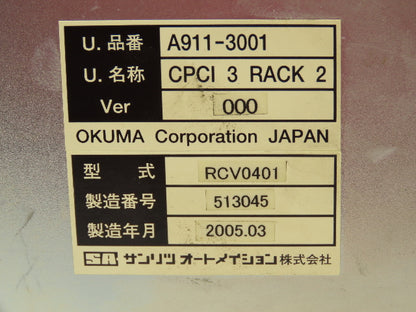 U. 品番 A911-3001
U. 名称 CPCI 3 RACK 2
Ver 000
OKUMA Corporation JAPAN
型 式 RCV0401
製造番号 513045
製造年月 2005.03
SA サンリツ オートメイション 株式会社